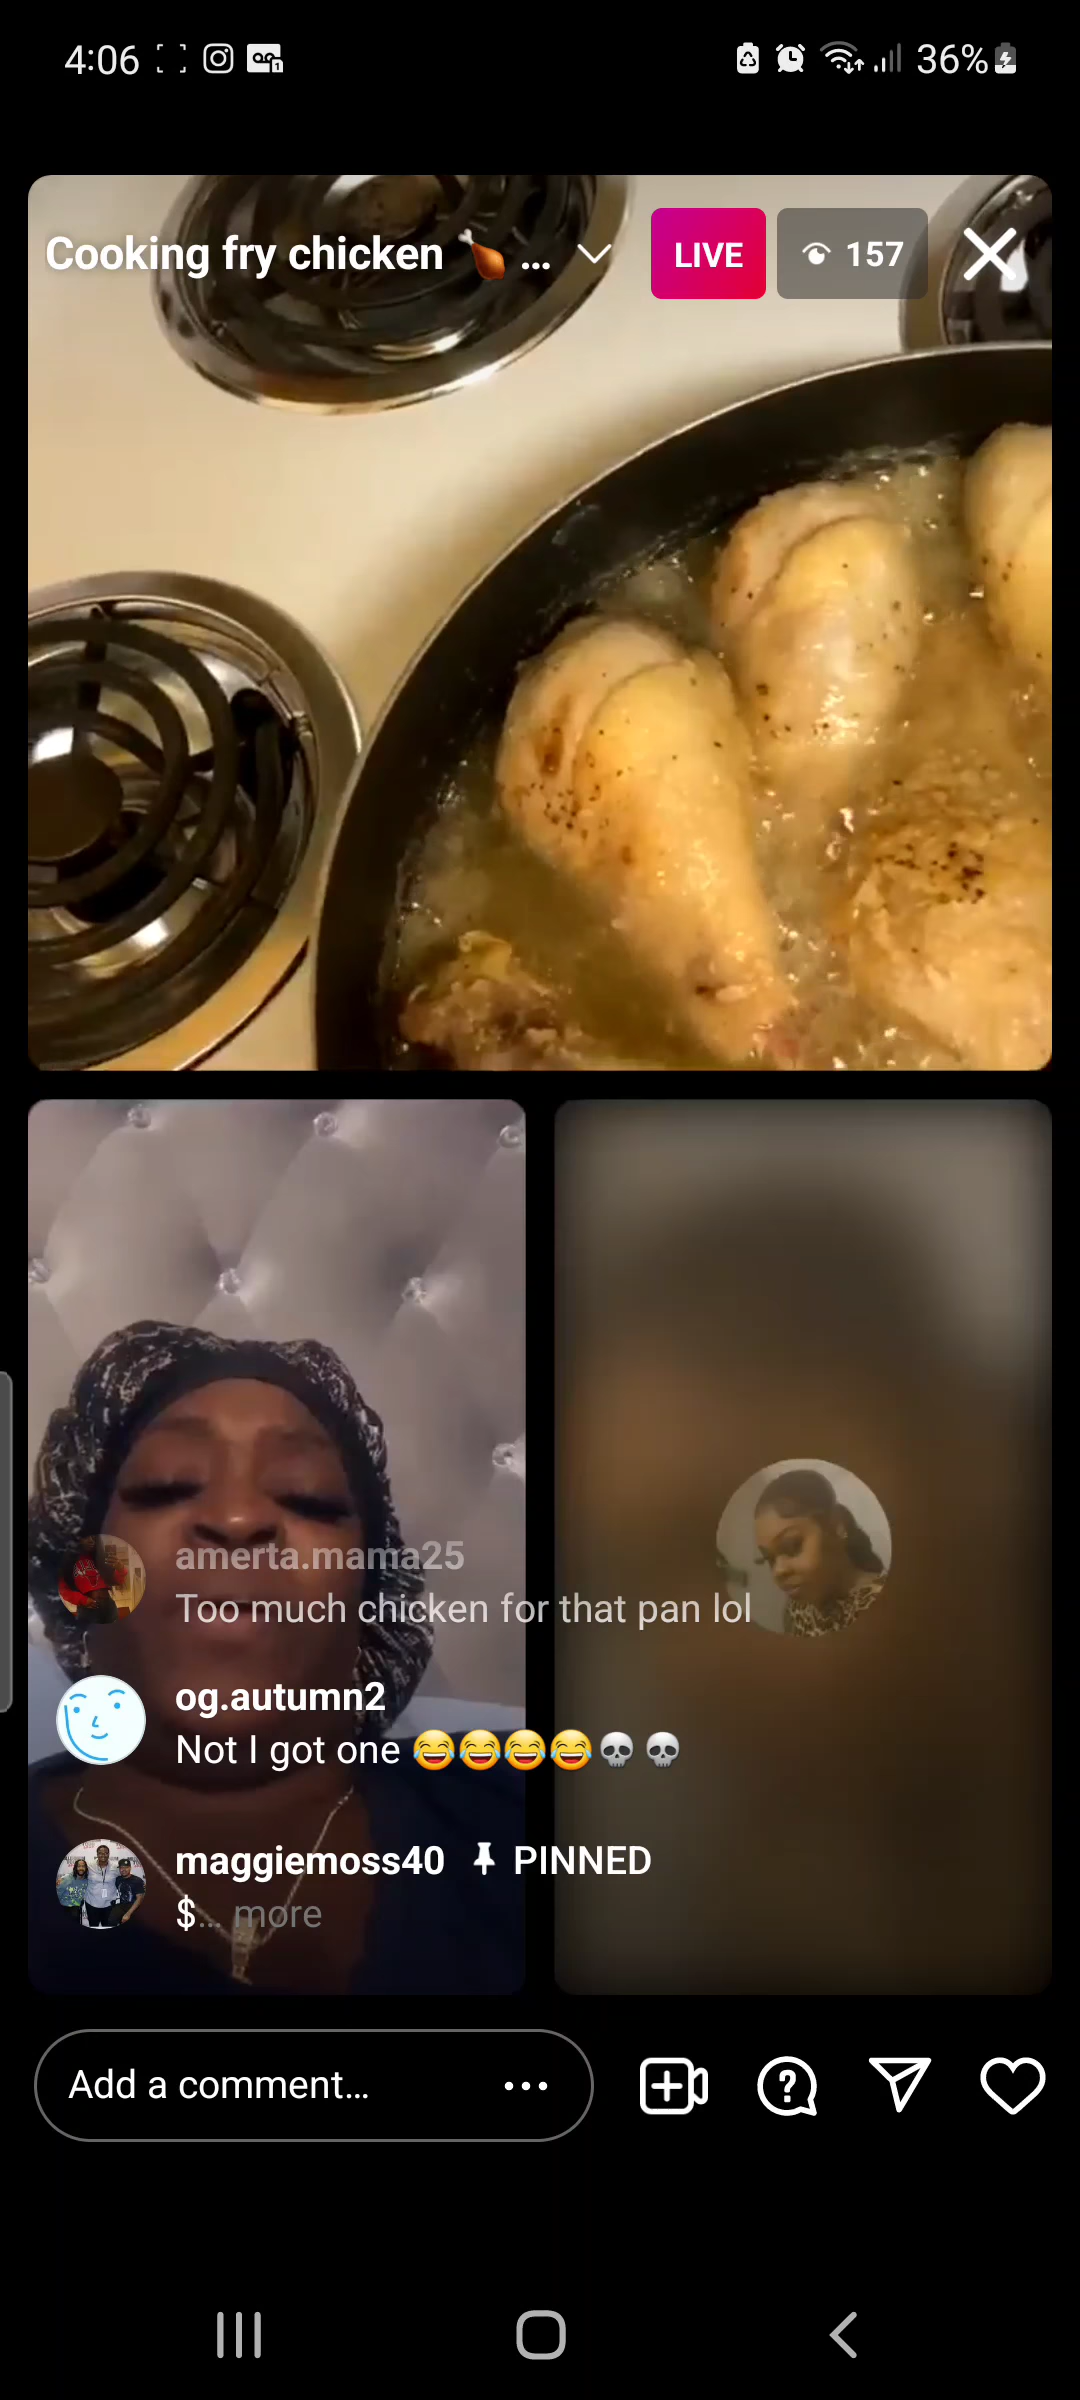 4:06
36%
Cooking fry chicken 🍗 ...
LIVE
157
amerta.mama25
Too much chicken for that pan lol
og.autumn2
Not I got one 😂😂😂😂💀💀
maggiemoss40 📌 PINNED
$... more
Add a comment...